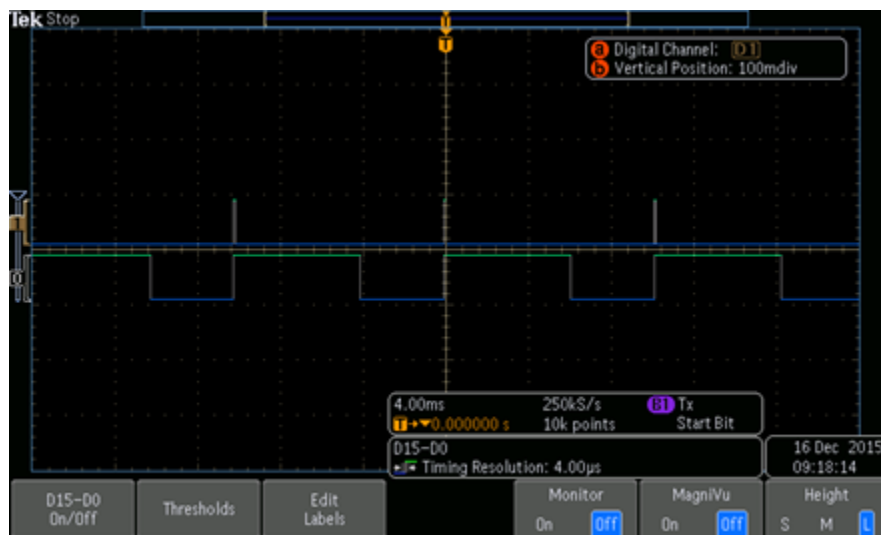 Tek Stop
T
T
a Digital Channel: D1
b Vertical Position: 100mdiv
1
0
4.00ms 250kS/s B1 Tx
T→▼0.000000 s 10k points Start Bit
D15-D0
Timing Resolution: 4.00µs
16 Dec 2015
09:18:14
D15-D0
On/Off
Thresholds
Edit
Labels
Monitor
On Off
MagniVu
On Off
Height
S M L